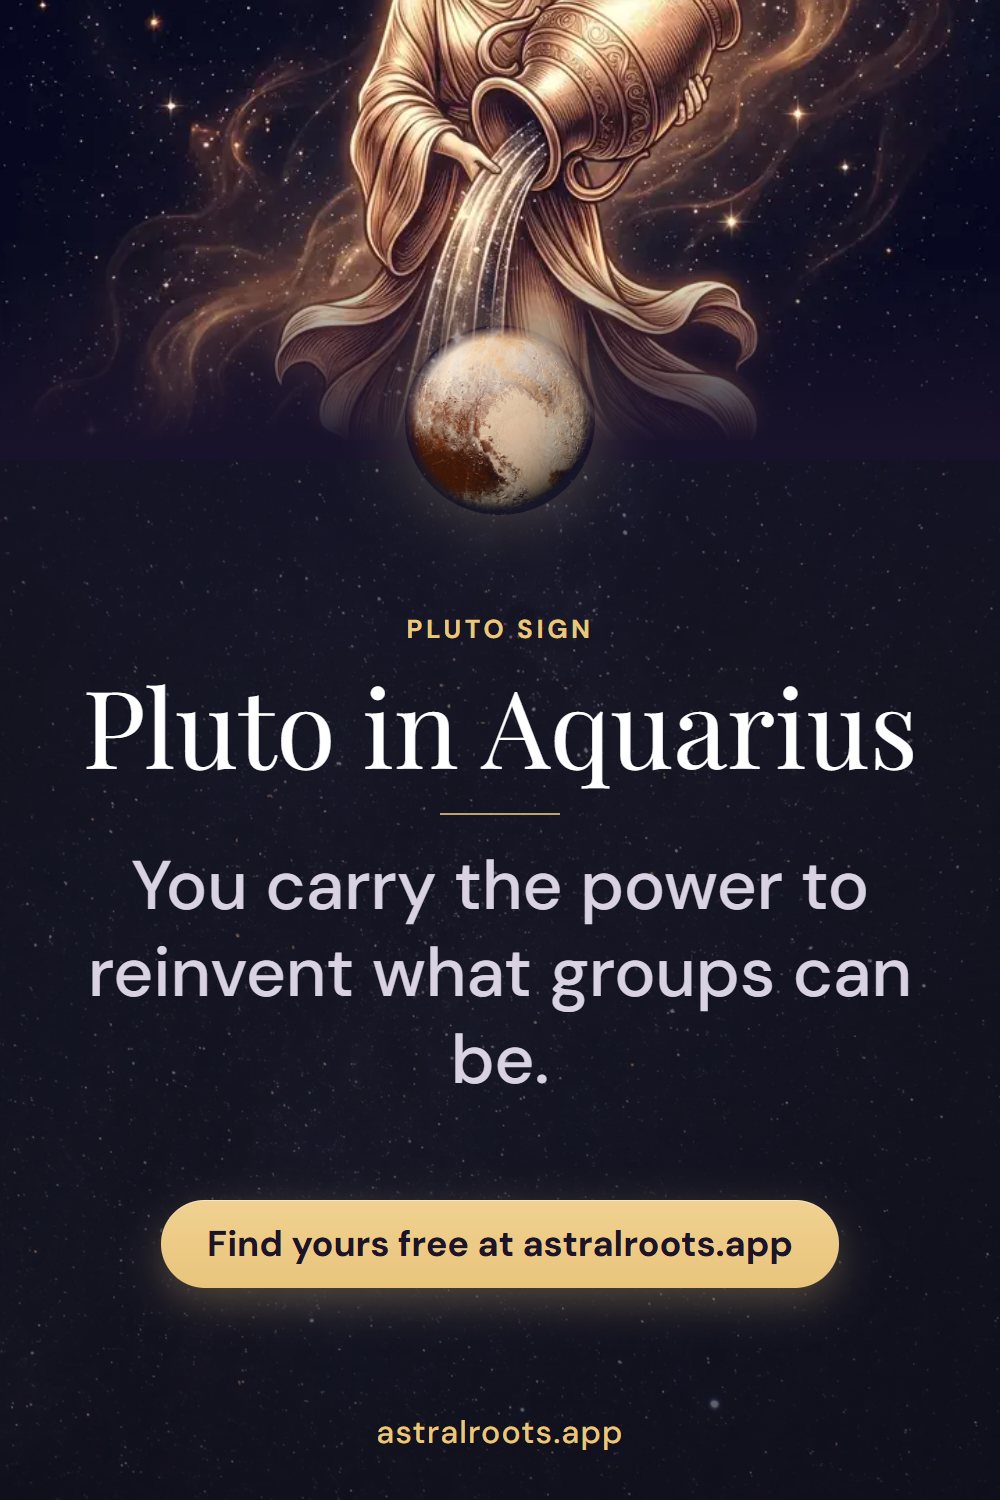 PLUTO SIGN
Pluto in Aquarius
You carry the power to
reinvent what groups can
be.
Find yours free at astralroots.app
astralroots.app